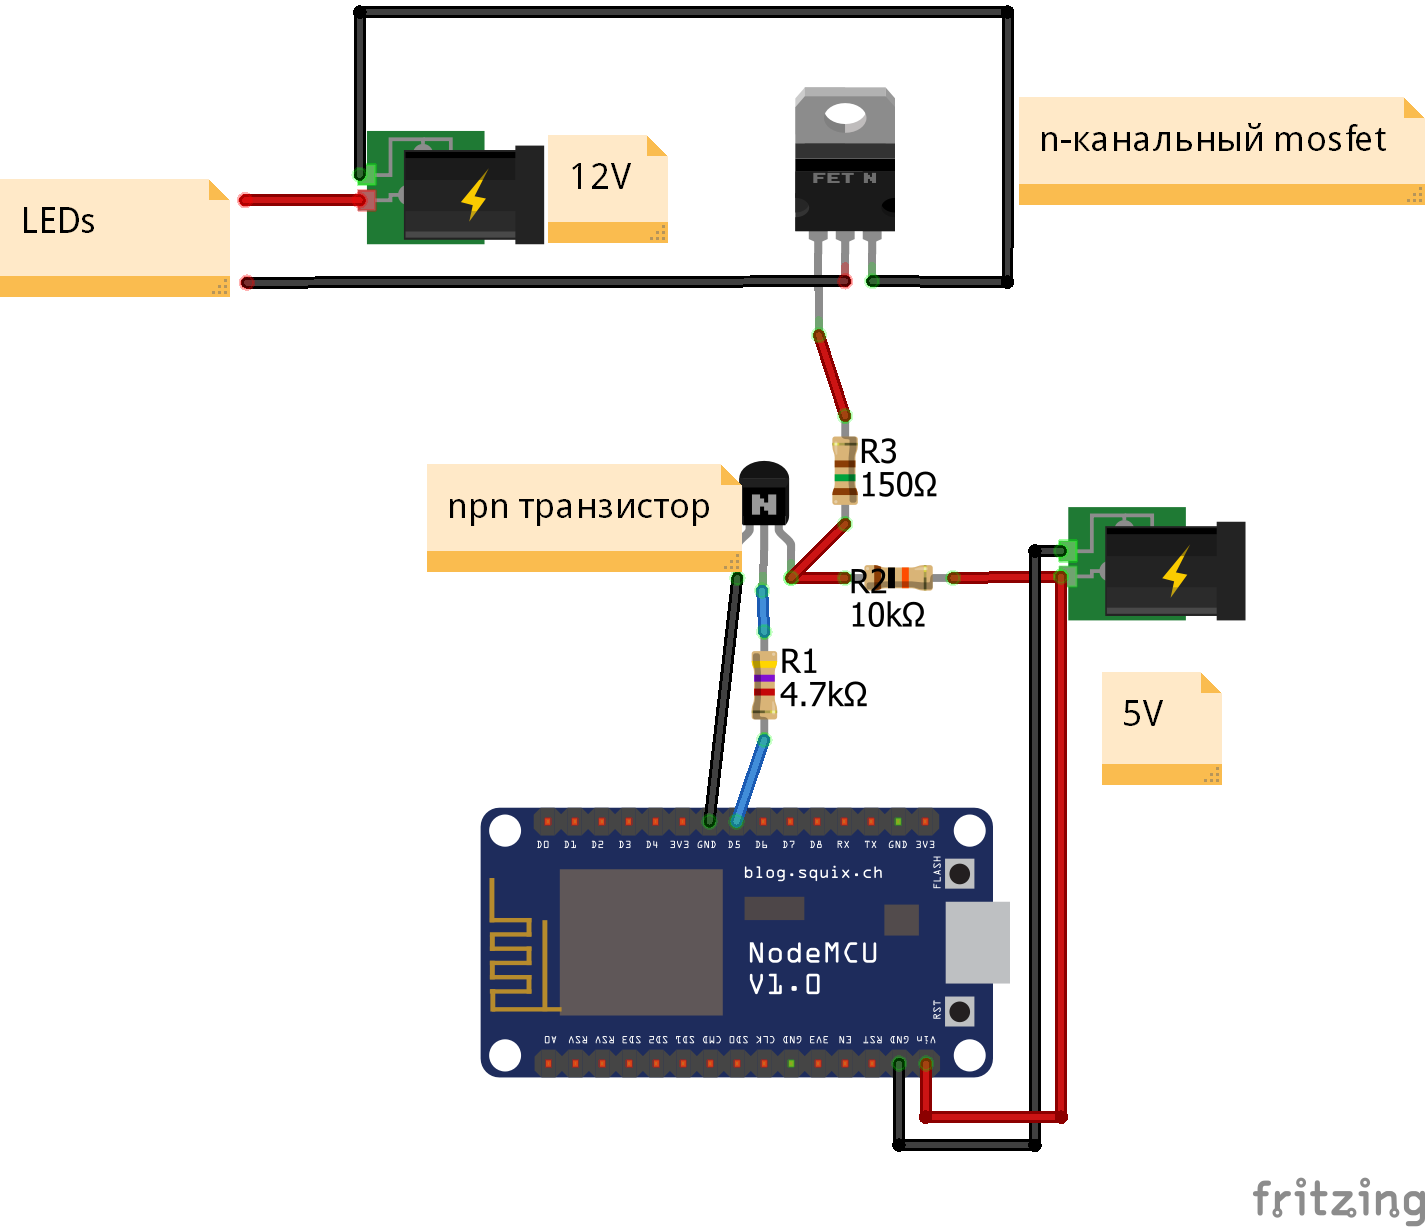 12V
n-канальный mosfet
LEDs
FET N
R3
150Ω
npn транзистор
N
R2
10kΩ
R1
4.7kΩ
5V
D0 D1 D2 D3 D4 3V3 GND D5 D6 D7 D8 RX TX GND 3V3
blog.squix.ch
FLASH
NodeMCU
V1.0
RST
A0 RSV RSV SD3 SD2 SD1 CMD SD0 CLK GND 3V3 EN RST GND Vin
fritzing